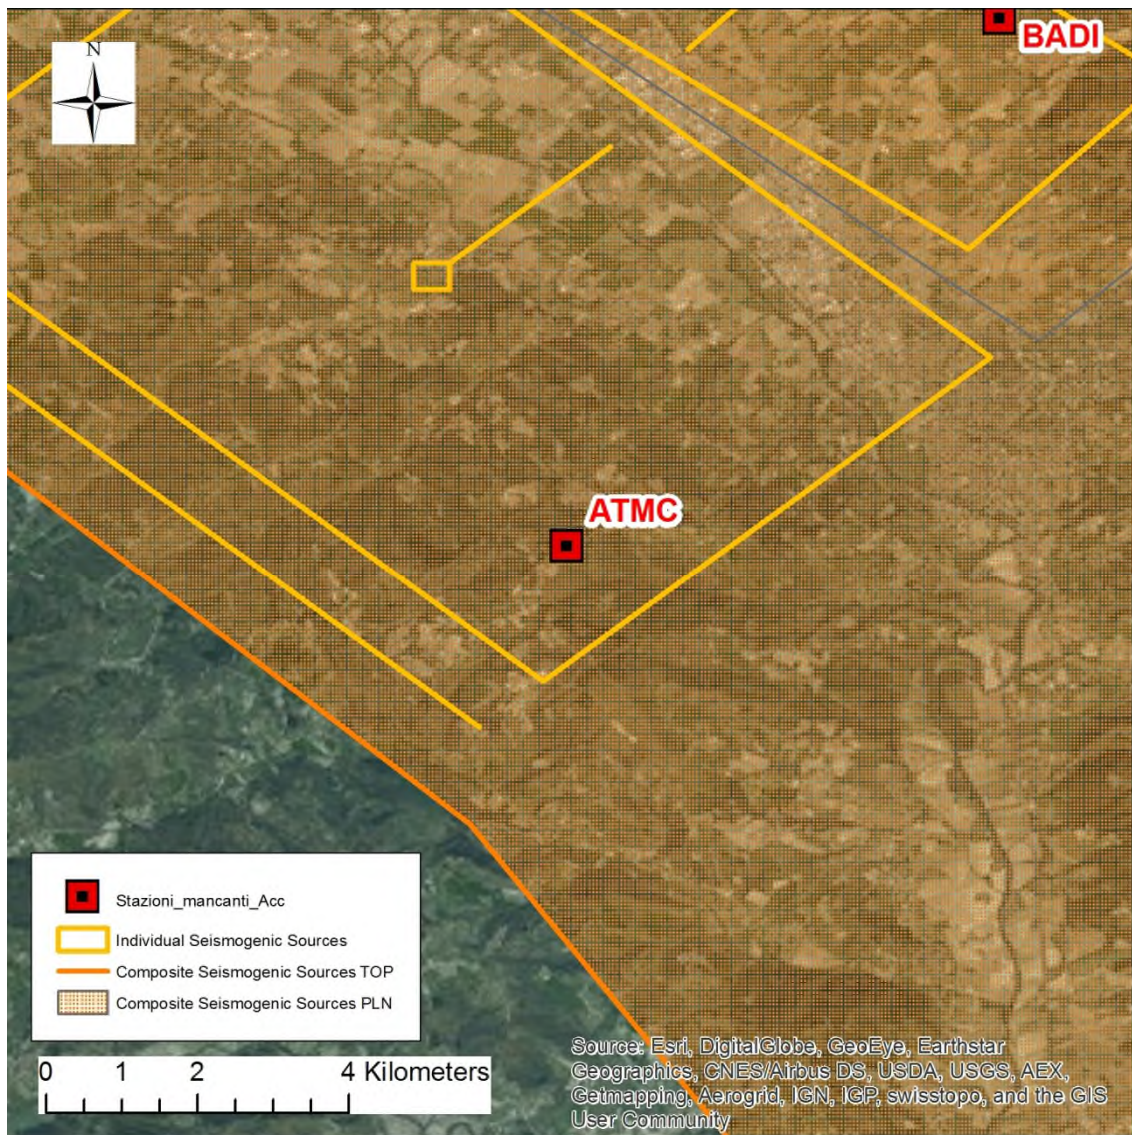 BADI
N
ATMC
Stazioni_mancanti_Acc
Individual Seismogenic Sources
Composite Seismogenic Sources TOP
Composite Seismogenic Sources PLN
0 1 2 4 Kilometers
Source: Esri, DigitalGlobe, GeoEye, Earthstar
Geographics, CNES/Airbus DS, USDA, USGS, AEX,
Getmapping, Aerogrid, IGN, IGP, swisstopo, and the GIS
User Community